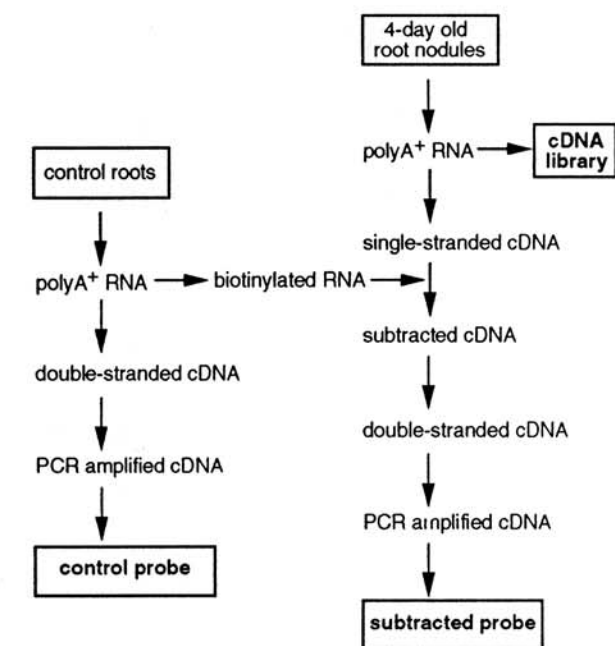 4-day old
root nodules
polyA+ RNA
cDNA
library
control roots
single-stranded cDNA
polyA+ RNA
biotinylated RNA
subtracted cDNA
double-stranded cDNA
double-stranded cDNA
PCR amplified cDNA
PCR amplified cDNA
control probe
subtracted probe